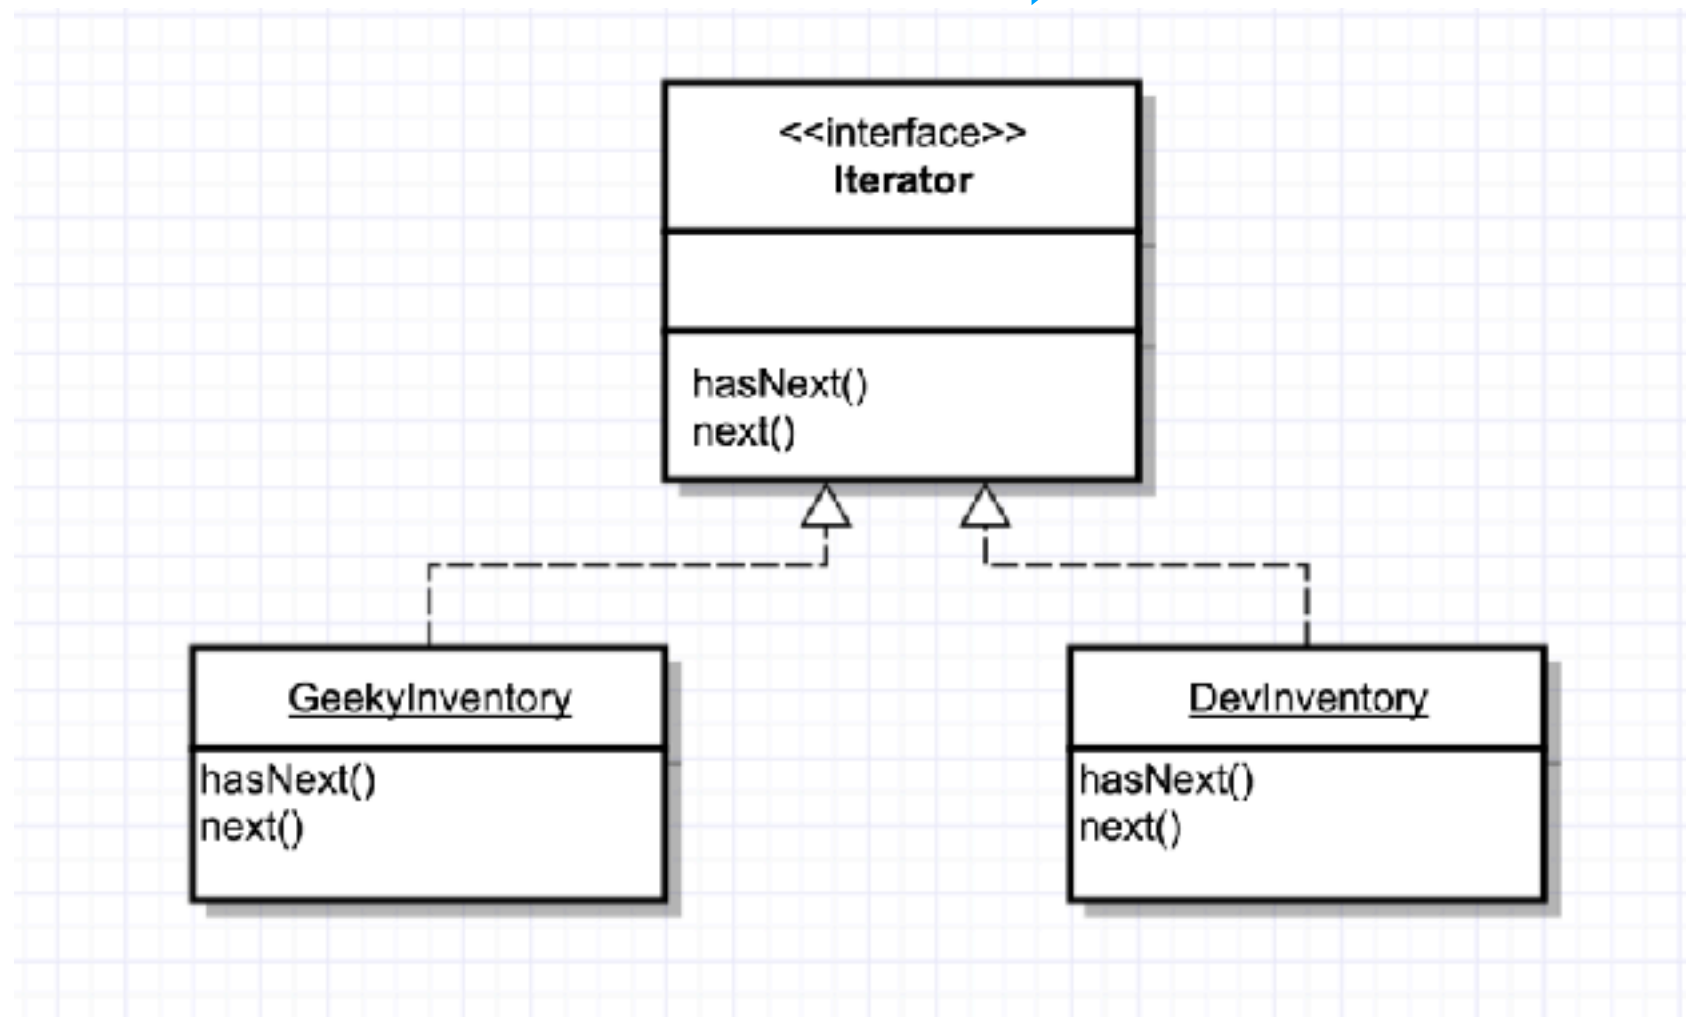 <<interface>>
Iterator
hasNext()
next()
GeekyInventory
hasNext()
next()
DevInventory
hasNext()
next()